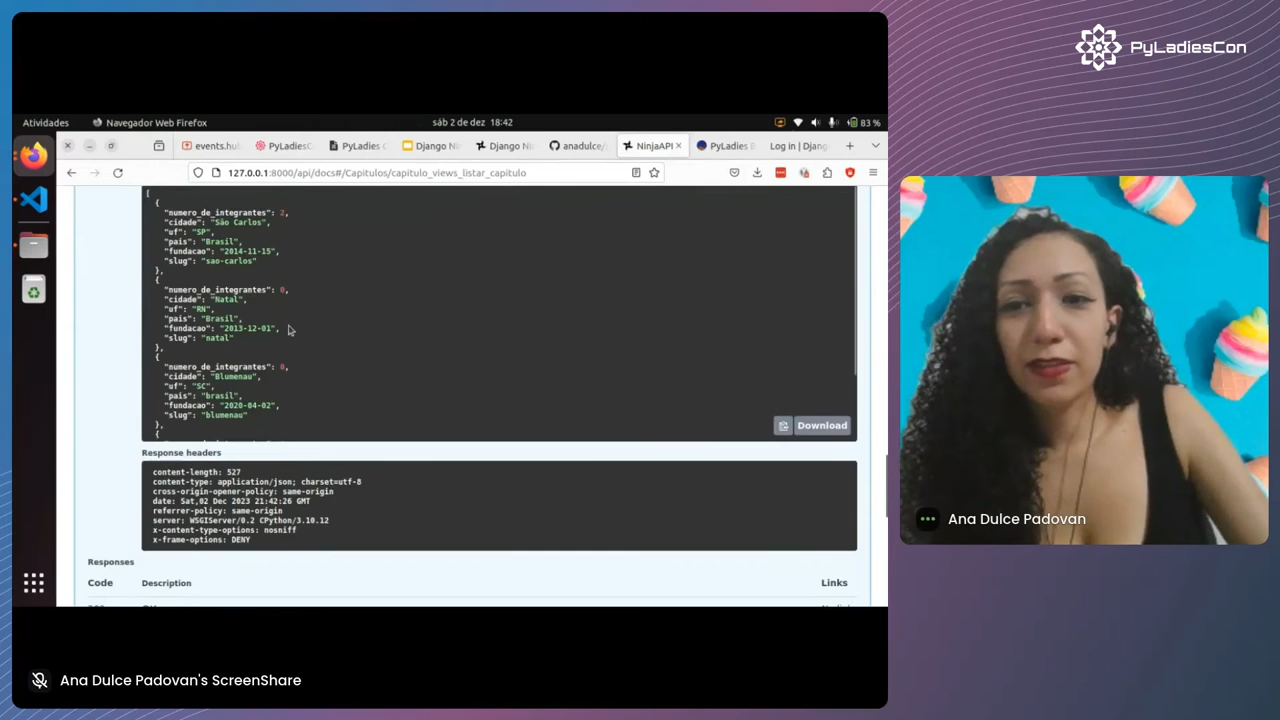 PyLadiesCon
Atividades
Navegador Web Firefox
sáb 2 de dez 18:42
83 %
events.hu
PyLadiesC
PyLadies C
Django Ni
Django Ni
anadulce/
NinjaAPI
PyLadies B
Log in | Djang
127.0.0.1:8000/api/docs#/Capitulos/capitulo_views_listar_capitulo
[
{
"numero_de_integrantes": 2,
"cidade": "São Carlos",
"uf": "SP",
"pais": "Brasil",
"fundacao": "2014-11-15",
"slug": "sao-carlos"
},
{
"numero_de_integrantes": 0,
"cidade": "Natal",
"uf": "RN",
"pais": "Brasil",
"fundacao": "2013-12-01",
"slug": "natal"
},
{
"numero_de_integrantes": 0,
"cidade": "Blumenau",
"uf": "SC",
"pais": "brasil",
"fundacao": "2020-04-02",
"slug": "blumenau"
},
{
Download
Response headers
content-length: 527
content-type: application/json; charset=utf-8
cross-origin-opener-policy: same-origin
date: Sat,02 Dec 2023 21:42:26 GMT
referrer-policy: same-origin
server: WSGIServer/0.2 CPython/3.10.12
x-content-type-options: nosniff
x-frame-options: DENY
Responses
Code
Description
Links
Ana Dulce Padovan
Ana Dulce Padovan's ScreenShare